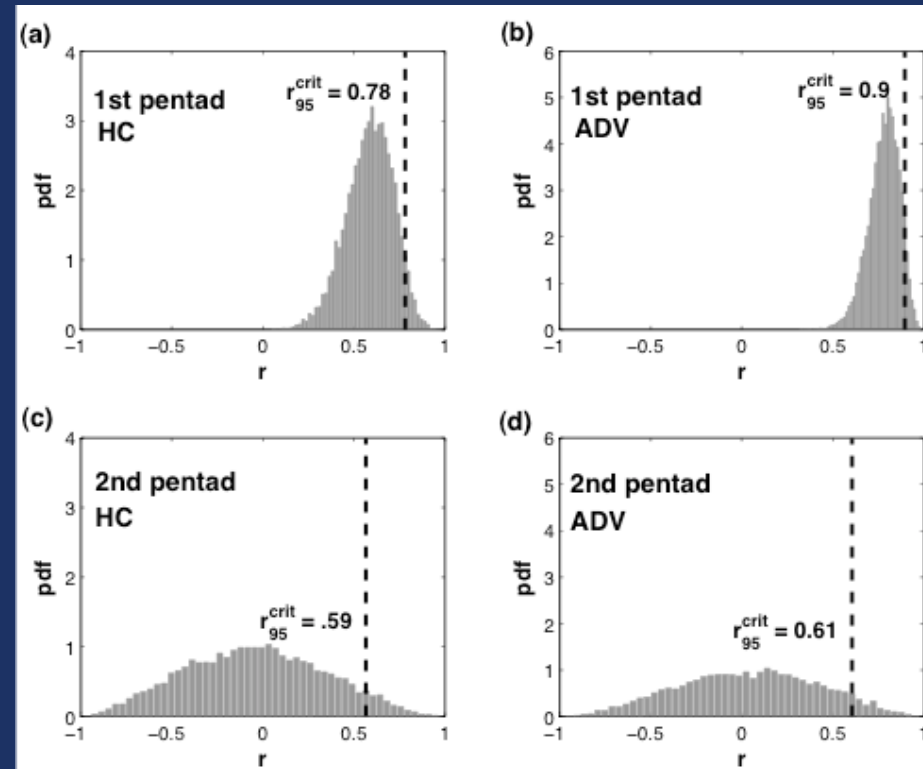 (a)
4
3
2
1
0
pdf
1st pentad
HC
r95crit = 0.78
−1
−0.5
0
0.5
1
r
(b)
6
5
4
3
2
1
0
pdf
1st pentad
ADV
r95crit = 0.9
−1
−0.5
0
0.5
1
r
(c)
4
3
2
1
0
pdf
2nd pentad
HC
r95crit = .59
−1
−0.5
0
0.5
1
r
(d)
6
5
4
3
2
1
0
pdf
2nd pentad
ADV
r95crit = 0.61
−1
−0.5
0
0.5
1
r